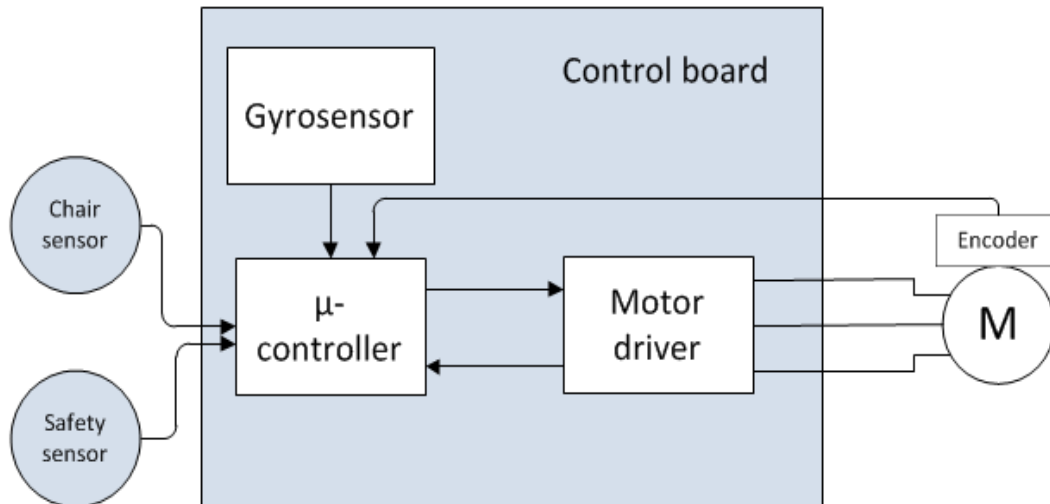 Control board
Gyrosensor
Chair
sensor
Encoder
μ-
controller
Motor
driver
M
Safety
sensor